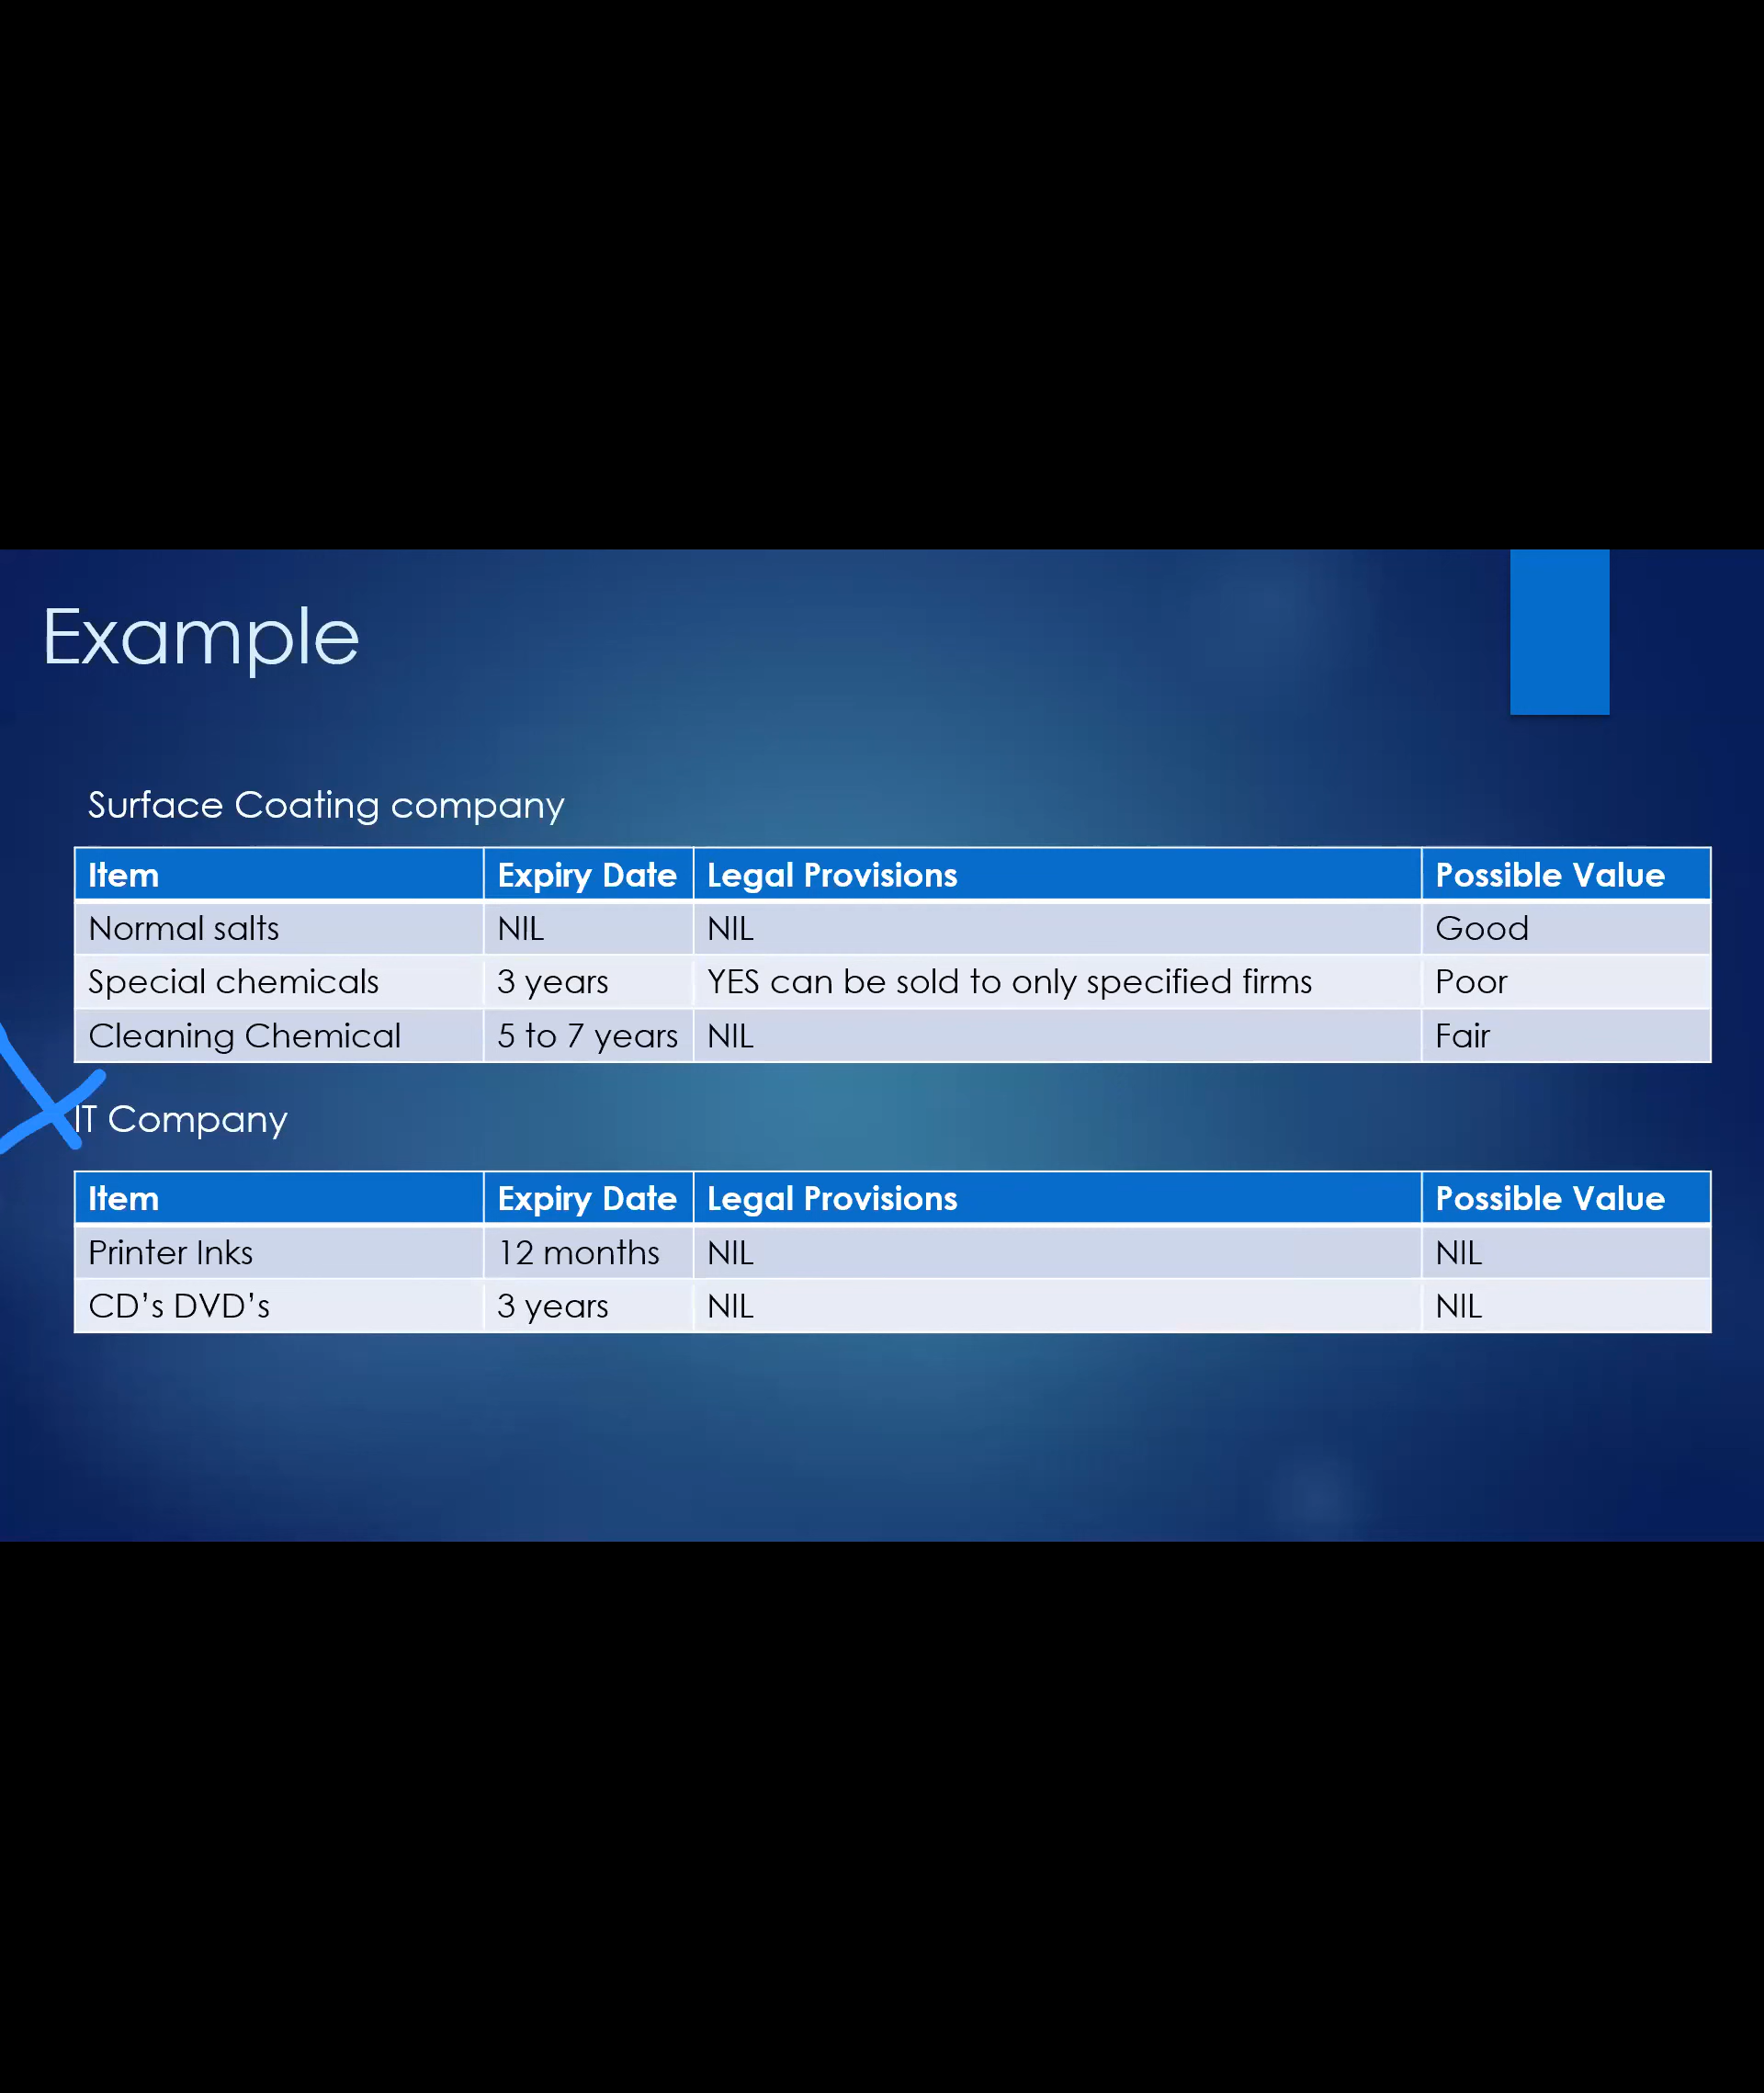 Example
Surface Coating company
Item Expiry Date Legal Provisions Possible Value
Normal salts NIL NIL Good
Special chemicals 3 years YES can be sold to only specified firms Poor
Cleaning Chemical 5 to 7 years NIL Fair
IT Company
Item Expiry Date Legal Provisions Possible Value
Printer Inks 12 months NIL NIL
CD’s DVD’s 3 years NIL NIL